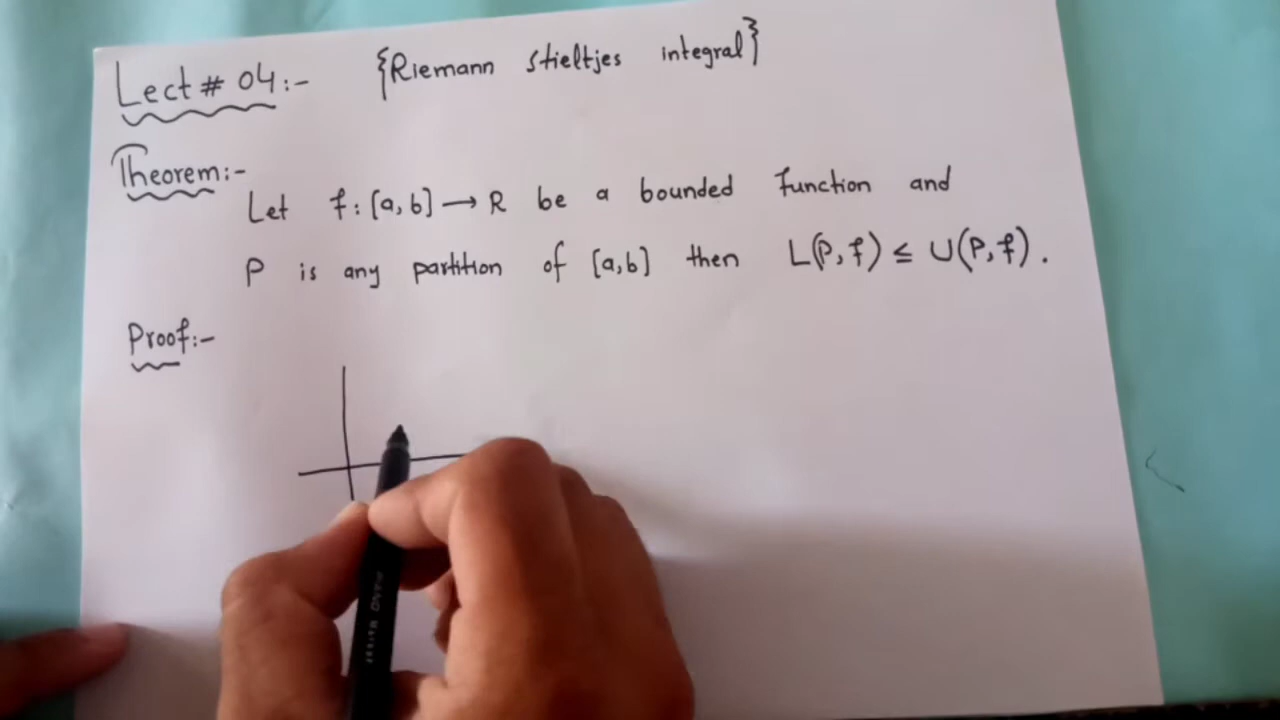 Lect # 04:- {Riemann stieltjes integral}
Theorem:-
Let f:[a,b] → R be a bounded function and
P is any partition of [a,b] then L(P,f) ≤ U(P,f).
Proof:-